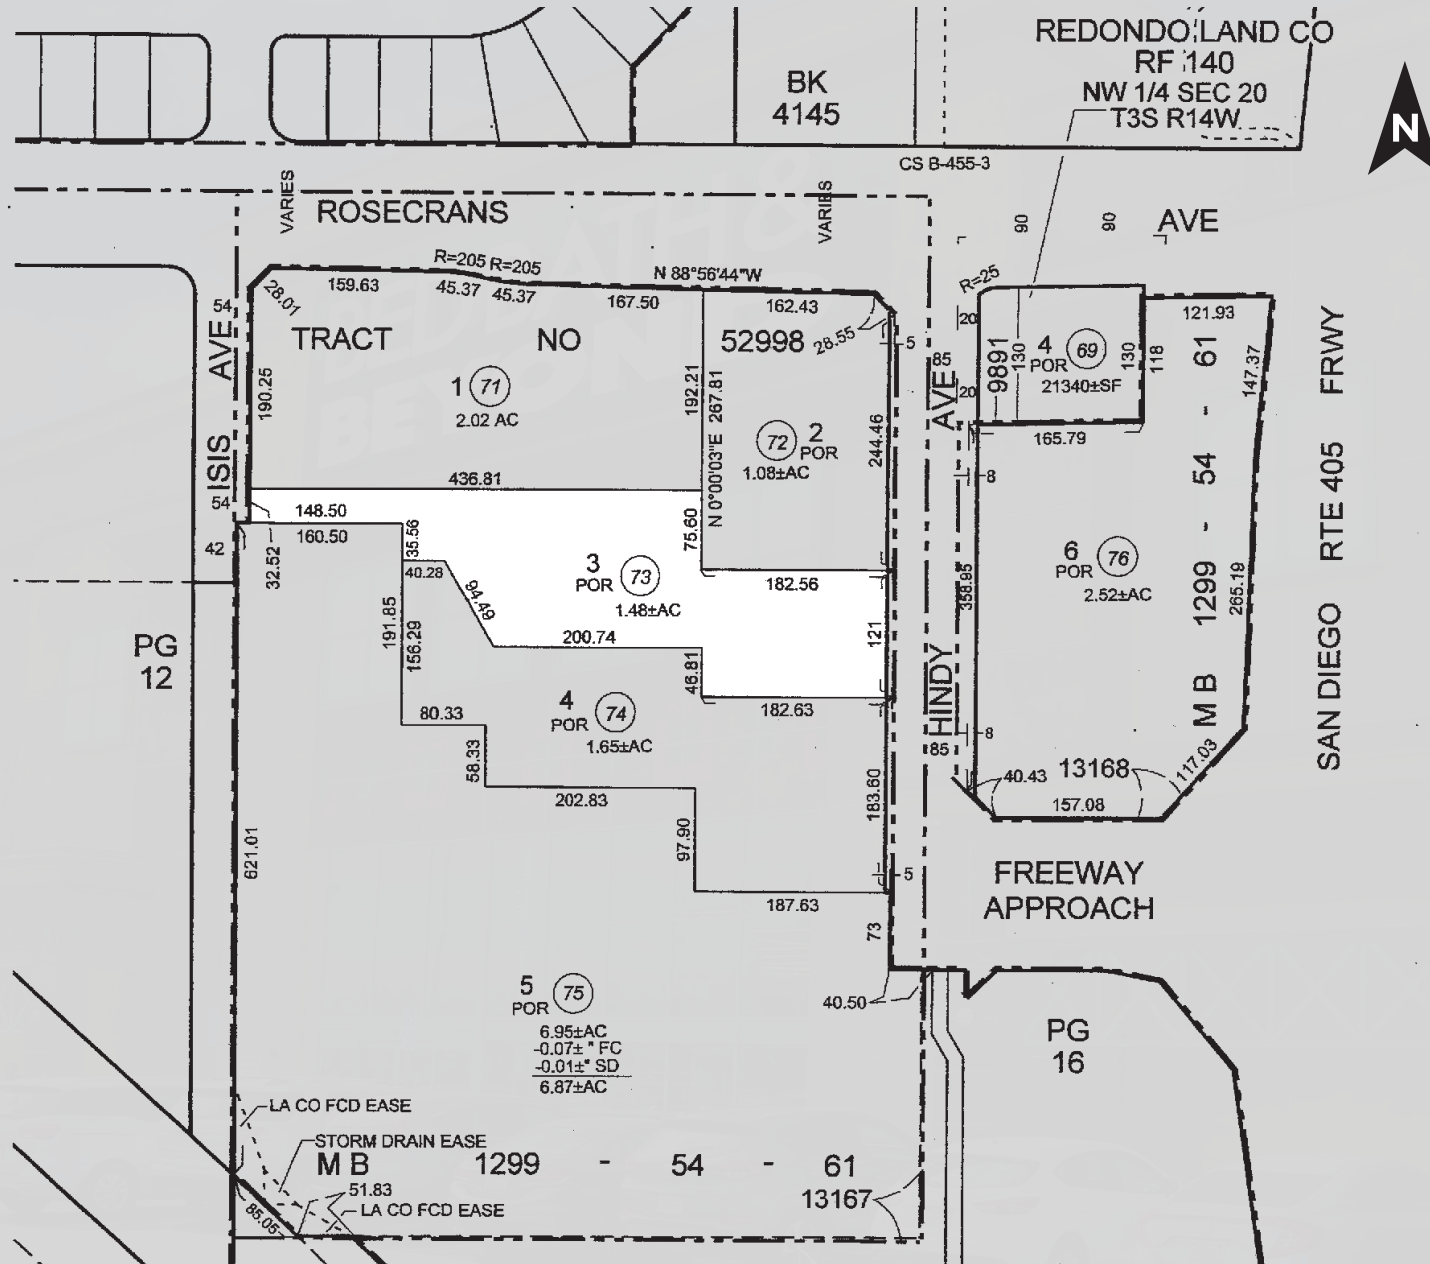 REDONDO LAND CO
RF 140
NW 1/4 SEC 20
T3S R14W
BK
4145
N
CS B-455-3
VARIES
ROSECRANS
VARIES
90
90
AVE
R=205 R=205
N 88°56'44"W
R=25
28.01
159.63
45.37
45.37
167.50
162.43
28.55
5
20
20
85
9891
130
4
POR
69
21340±SF
130
118
121.93
147.37
54
ISIS AVE
54
42
190.25
TRACT NO 52998
1 71
2.02 AC
192.21
N 0°00'03"E 267.81
72 2
POR
1.08±AC
244.46
HINDY AVE
165.79
8
436.81
148.50
160.50
32.52
35.56
40.28
94.49
3
POR
73
1.48±AC
75.60
182.56
121
358.95
6
POR
76
2.52±AC
M B 1299 - 54 - 61
265.19
SAN DIEGO RTE 405 FRWY
PG
12
191.85
156.29
200.74
46.81
182.63
4
POR
74
1.65±AC
80.33
58.33
202.83
97.90
183.60
187.63
5
73
85
8
40.43
13168
117.03
157.08
FREEWAY
APPROACH
621.01
5
POR
75
6.95±AC
-0.07± " FC
-0.01±" SD
6.87±AC
40.50
PG
16
LA CO FCD EASE
STORM DRAIN EASE
M B 1299 - 54 - 61
13167
51.83
LA CO FCD EASE
85.05